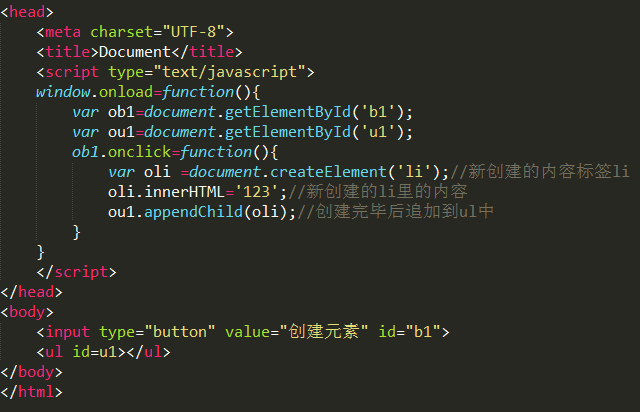 <head>
    <meta charset="UTF-8">
    <title>Document</title>
    <script type="text/javascript">
    window.onload=function(){
        var ob1=document.getElementById('b1');
        var ou1=document.getElementById('u1');
        ob1.onclick=function(){
            var oli =document.createElement('li');//新创建的内容标签li
            oli.innerHTML='123';//新创建的li里的内容
            ou1.appendChild(oli);//创建完毕后追加到ul中
        }
    }
    </script>
</head>
<body>
    <input type="button" value="创建元素" id="b1">
    <ul id=u1></ul>
</body>
</html>